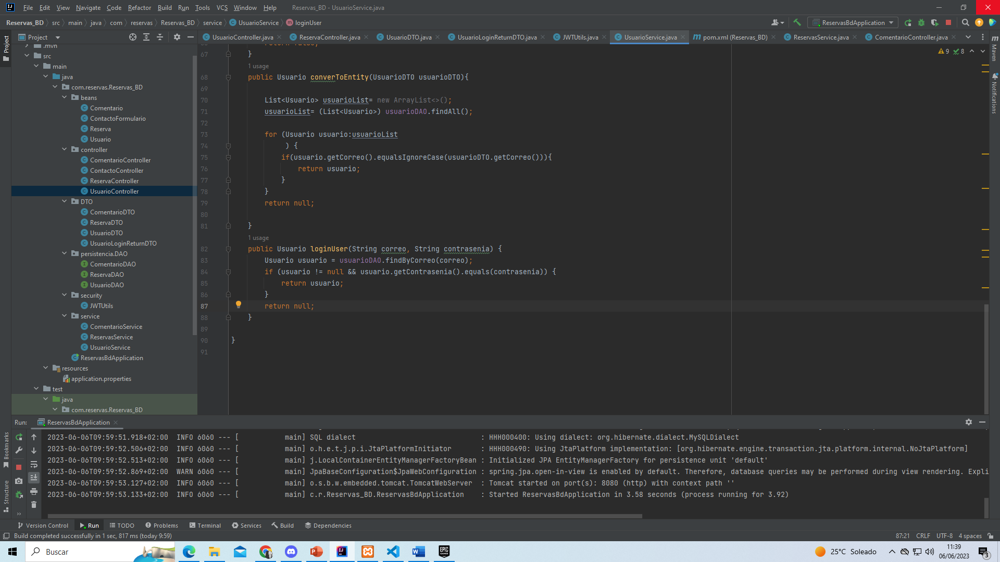 File Edit View Navigate Code Refactor Build Run Tools VCS Window Help Reservas_BD - UsuarioService.java
Reservas_BD src main java com reservas Reservas_BD service UsuarioService loginUser ReservasBdApplication
Project
UsuarioController.java ReservaController.java UsuarioDTO.java UsuarioLoginReturnDTO.java JWTUtils.java UsuarioService.java pom.xml (Reservas_BD) ReservasService.java ComentarioController.java
9 8
Project
Bookmarks
Structure
Maven
Notifications
.mvn
src
main
java
com.reservas.Reservas_BD
beans
Comentario
ContactoFormulario
Reserva
Usuario
controller
ComentarioController
ContactoController
ReservaController
UsuarioController
DTO
ComentarioDTO
ReservaDTO
UsuarioDTO
UsuarioLoginReturnDTO
persistencia.DAO
ComentarioDAO
ReservaDAO
UsuarioDAO
security
JWTUtils
service
ComentarioService
ReservasService
UsuarioService
ReservasBdApplication
resources
application.properties
test
java
com.reservas.Reservas_BD
67 }
1 usage
68 public Usuario converToEntity(UsuarioDTO usuarioDTO){
69
70 List<Usuario> usuarioList= new ArrayList<>();
71 usuarioList= (List<Usuario>) usuarioDAO.findAll();
72
73 for (Usuario usuario:usuarioList
74 ) {
75 if(usuario.getCorreo().equalsIgnoreCase(usuarioDTO.getCorreo())){
76 return usuario;
77 }
78 }
79 return null;
80
81 }
1 usage
82 public Usuario loginUser(String correo, String contrasenia) {
83 Usuario usuario = usuarioDAO.findByCorreo(correo);
84 if (usuario != null && usuario.getContrasenia().equals(contrasenia)) {
85 return usuario;
86 }
87 return null;
88 }
89
90 }
91
Run: ReservasBdApplication
2023-06-06T09:59:51.918+02:00 INFO 6060 --- [ main] SQL dialect : HHH000400: Using dialect: org.hibernate.dialect.MySQLDialect
2023-06-06T09:59:52.506+02:00 INFO 6060 --- [ main] o.h.e.t.j.p.i.JtaPlatformInitiator : HHH000490: Using JtaPlatform implementation: [org.hibernate.engine.transaction.jta.platform.internal.NoJtaPlatform]
2023-06-06T09:59:52.513+02:00 INFO 6060 --- [ main] j.LocalContainerEntityManagerFactoryBean : Initialized JPA EntityManagerFactory for persistence unit 'default'
2023-06-06T09:59:52.869+02:00 WARN 6060 --- [ main] JpaBaseConfiguration$JpaWebConfiguration : spring.jpa.open-in-view is enabled by default. Therefore, database queries may be performed during view rendering. Expli
2023-06-06T09:59:53.127+02:00 INFO 6060 --- [ main] o.s.b.w.embedded.tomcat.TomcatWebServer : Tomcat started on port(s): 8080 (http) with context path ''
2023-06-06T09:59:53.133+02:00 INFO 6060 --- [ main] c.r.Reservas_BD.ReservasBdApplication : Started ReservasBdApplication in 3.58 seconds (process running for 3.92)
Version Control Run TODO Problems Terminal Services Build Dependencies
Build completed successfully in 1 sec, 817 ms (today 9:59) 87:21 CRLF UTF-8 4 spaces
Buscar 25°C Soleado 11:39
06/06/2023 3